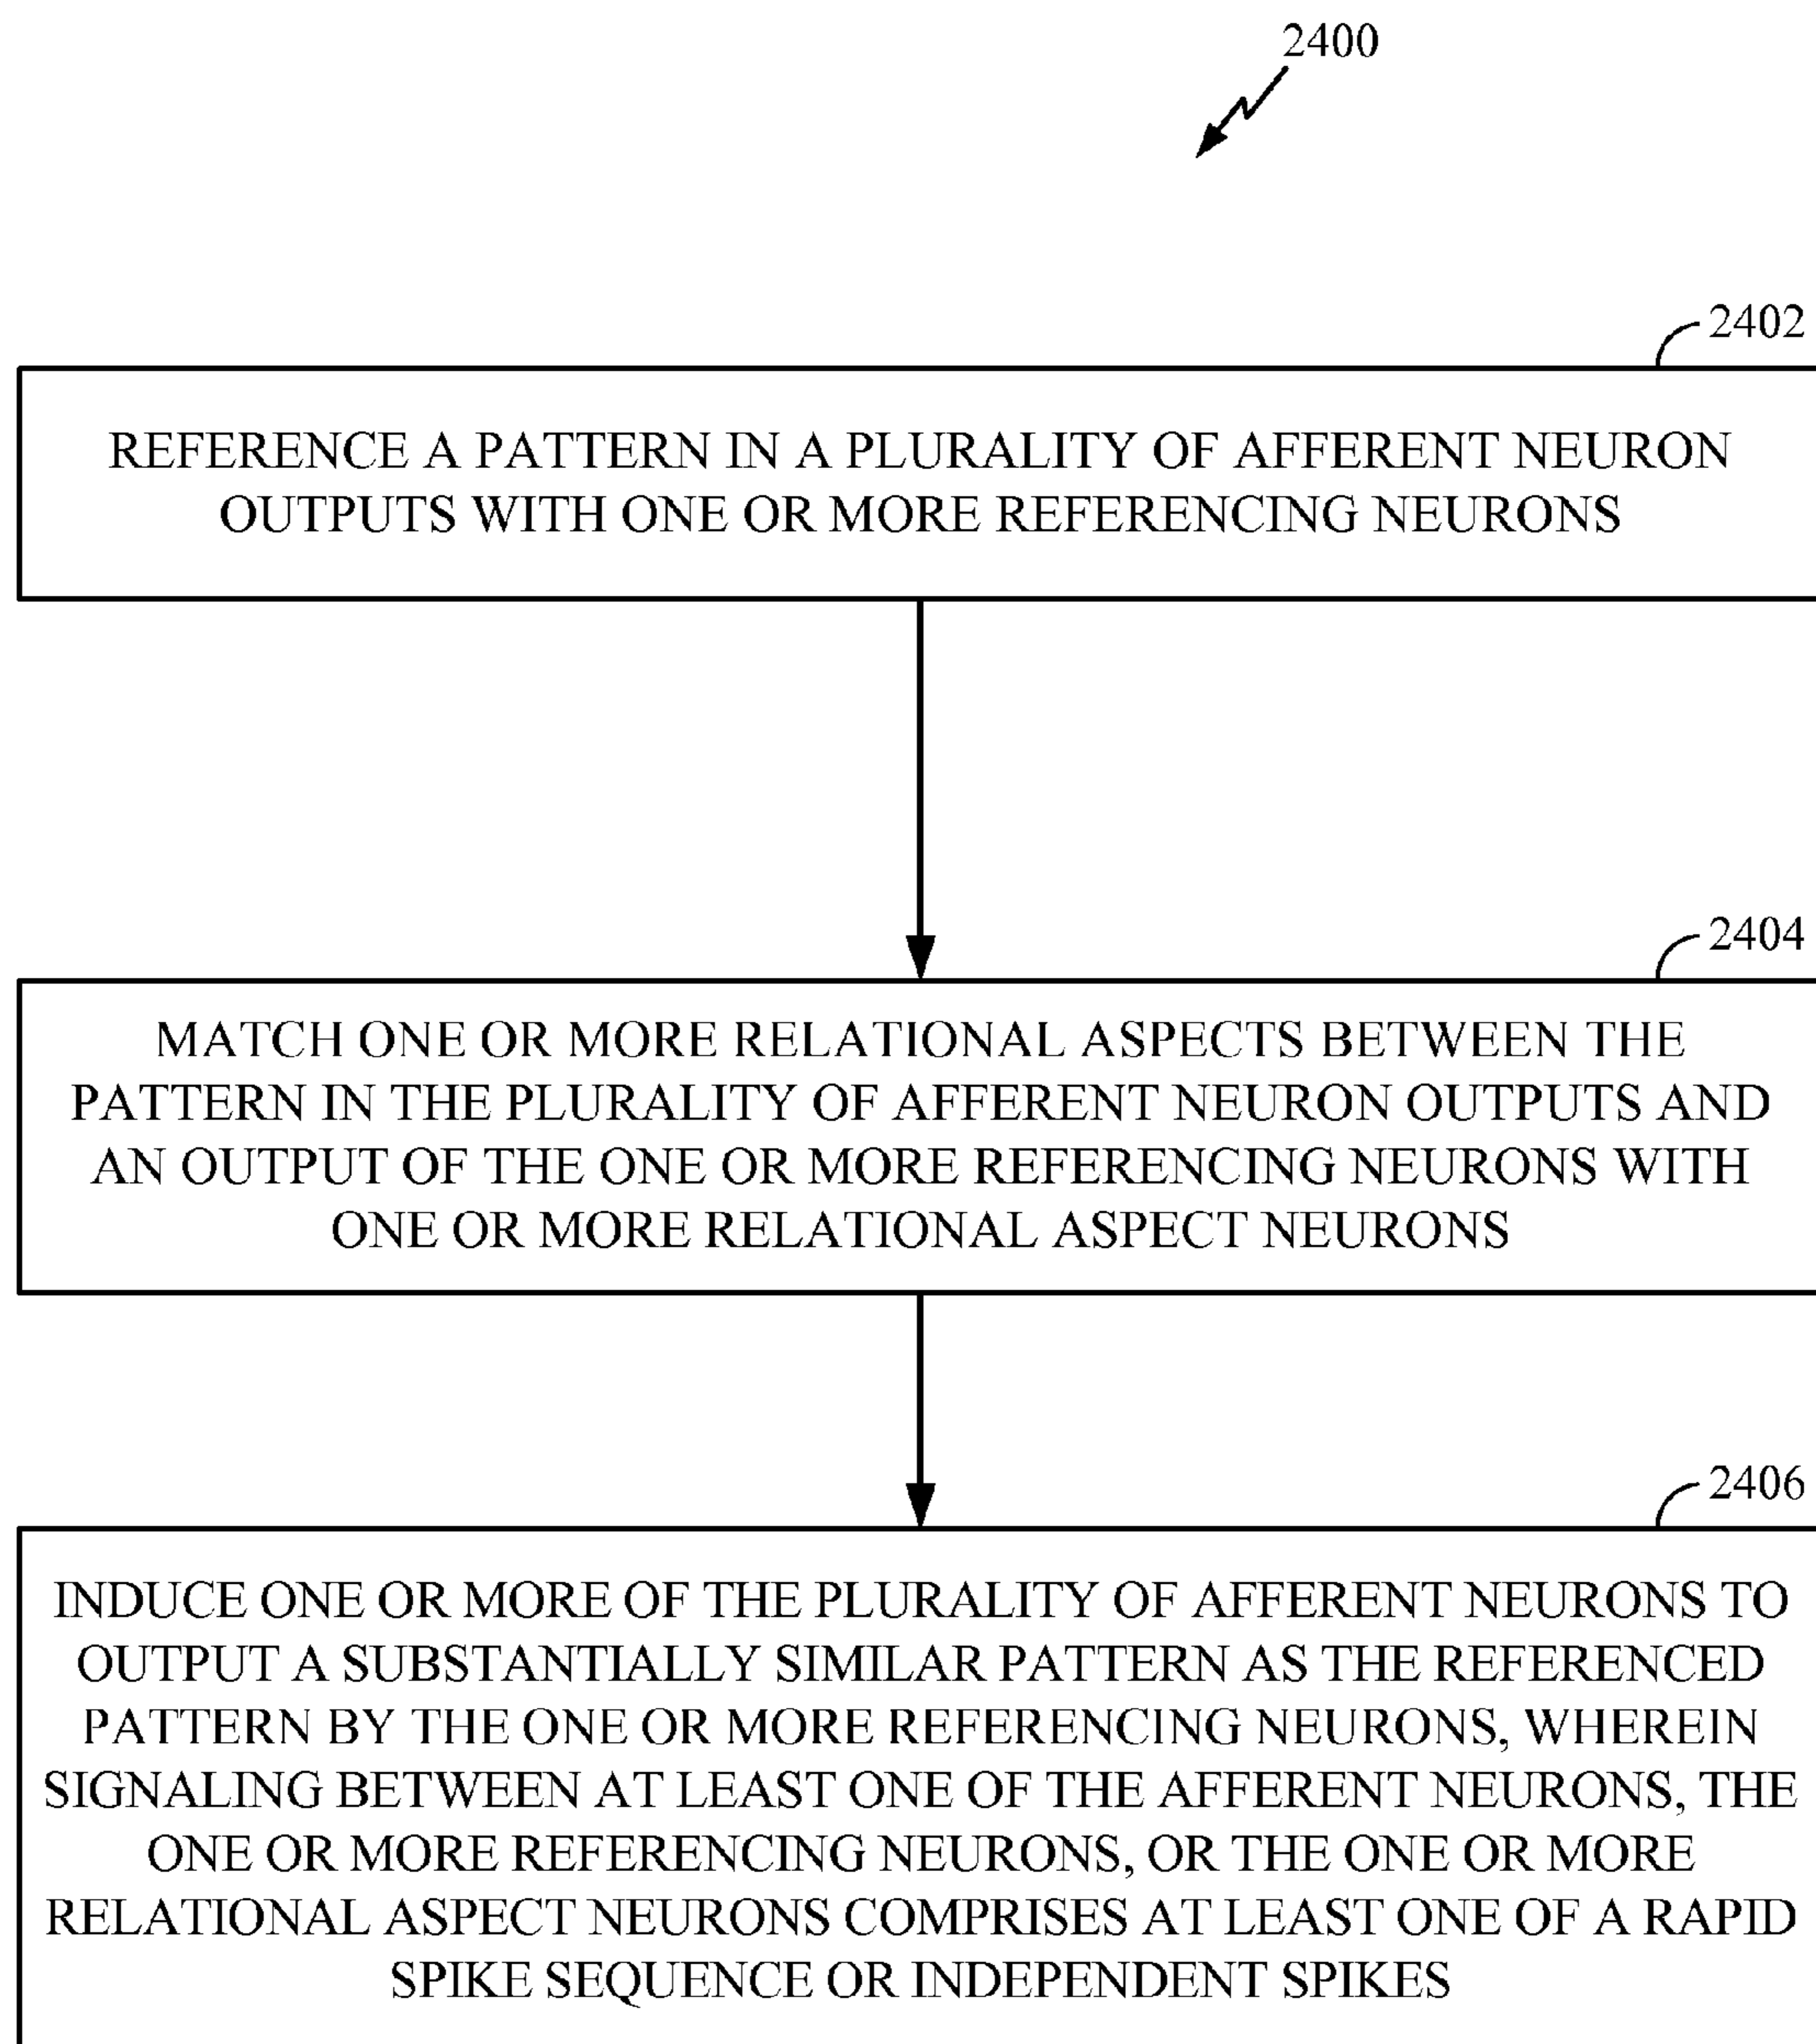 2400
2402
REFERENCE A PATTERN IN A PLURALITY OF AFFERENT NEURON
OUTPUTS WITH ONE OR MORE REFERENCING NEURONS
2404
MATCH ONE OR MORE RELATIONAL ASPECTS BETWEEN THE
PATTERN IN THE PLURALITY OF AFFERENT NEURON OUTPUTS AND
AN OUTPUT OF THE ONE OR MORE REFERENCING NEURONS WITH
ONE OR MORE RELATIONAL ASPECT NEURONS
2406
INDUCE ONE OR MORE OF THE PLURALITY OF AFFERENT NEURONS TO
OUTPUT A SUBSTANTIALLY SIMILAR PATTERN AS THE REFERENCED
PATTERN BY THE ONE OR MORE REFERENCING NEURONS, WHEREIN
SIGNALING BETWEEN AT LEAST ONE OF THE AFFERENT NEURONS, THE
ONE OR MORE REFERENCING NEURONS, OR THE ONE OR MORE
RELATIONAL ASPECT NEURONS COMPRISES AT LEAST ONE OF A RAPID
SPIKE SEQUENCE OR INDEPENDENT SPIKES